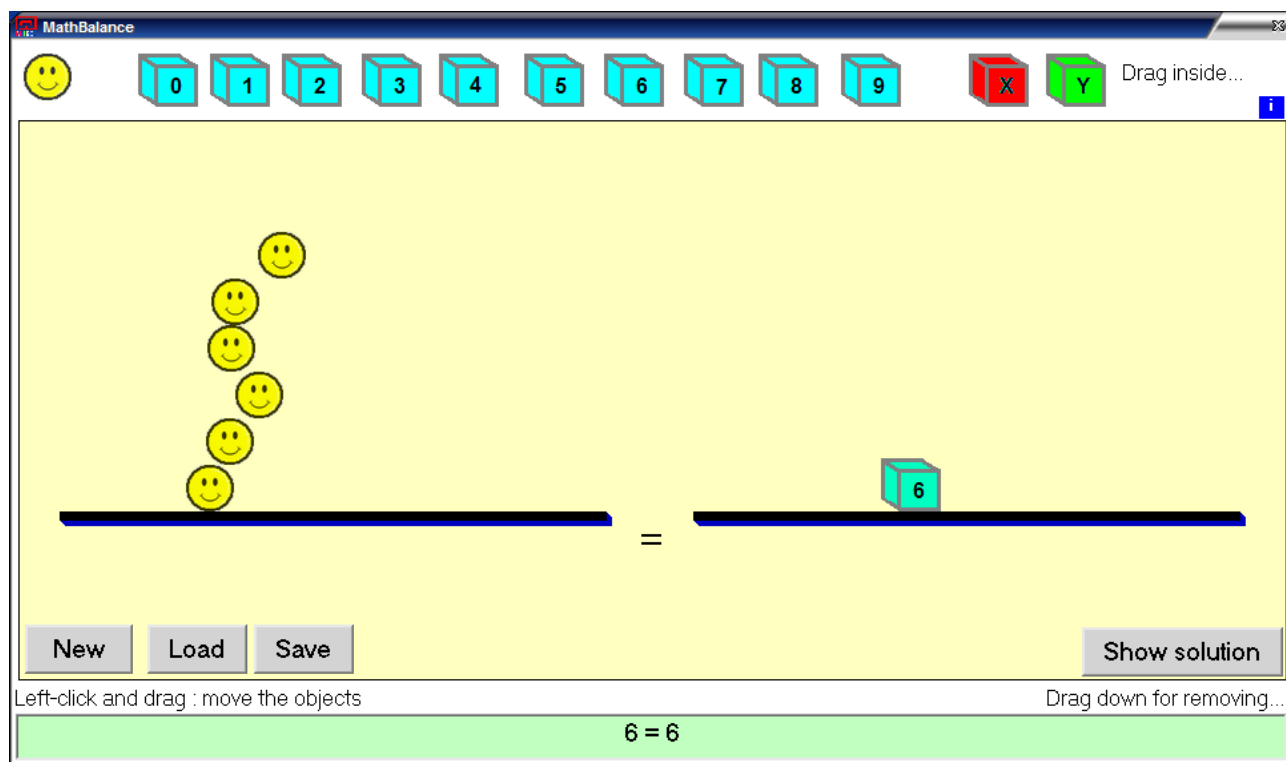 MathBalance
0 1 2 3 4 5 6 7 8 9 X Y Drag inside...
i
6
=
New Load Save Show solution
Left-click and drag : move the objects Drag down for removing...
6 = 6